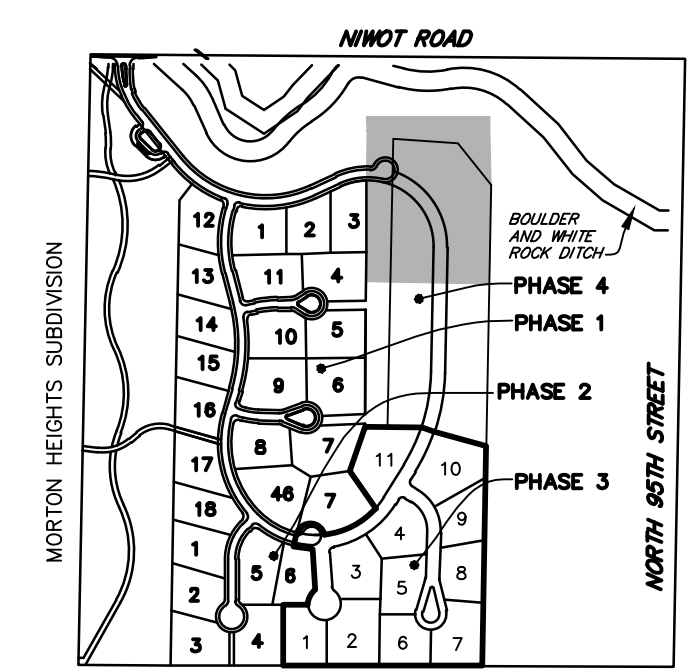 NIWOT ROAD
BOULDER
AND WHITE
ROCK DITCH
12 1 2 3
13 11 4
PHASE 4
14 10 5
PHASE 1
15
9 6
PHASE 2
16
8 7
17 11 10
46 7
PHASE 3
18 4 9
1 5 6 3 5 8
2
3 4 1 2 6 7
MORTON HEIGHTS SUBDIVISION
NORTH 95TH STREET